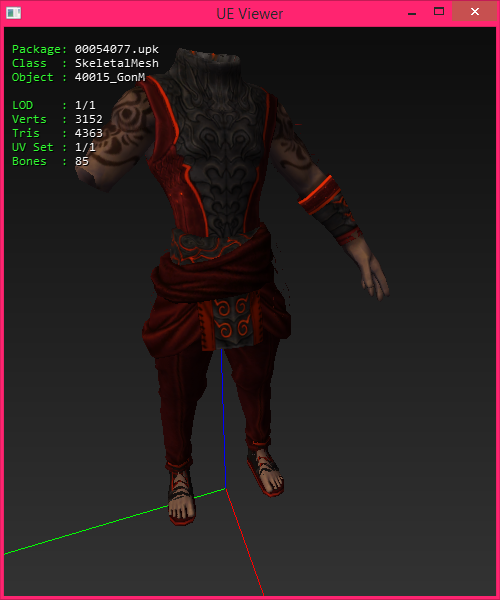 UE Viewer
Package: 00054077.upk
Class : SkeletalMesh
Object : 40015_GonM
LOD : 1/1
Verts : 3152
Tris : 4363
UV Set : 1/1
Bones : 85